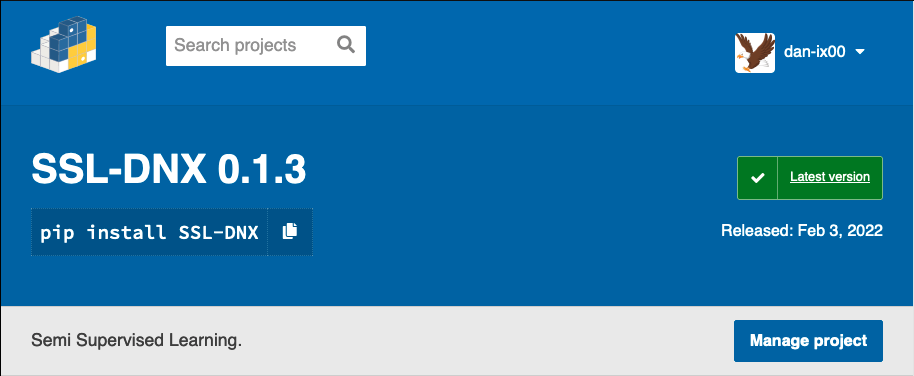 Search projects
dan-ix00
SSL-DNX 0.1.3
Latest version
pip install SSL-DNX
Released: Feb 3, 2022
Semi Supervised Learning.
Manage project